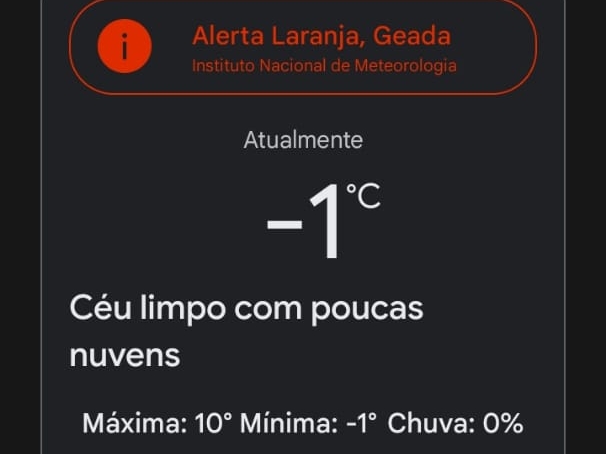 Alerta Laranja, Geada
Instituto Nacional de Meteorologia
Atualmente
-1°C
Céu limpo com poucas
nuvens
Máxima: 10° Mínima: -1° Chuva: 0%